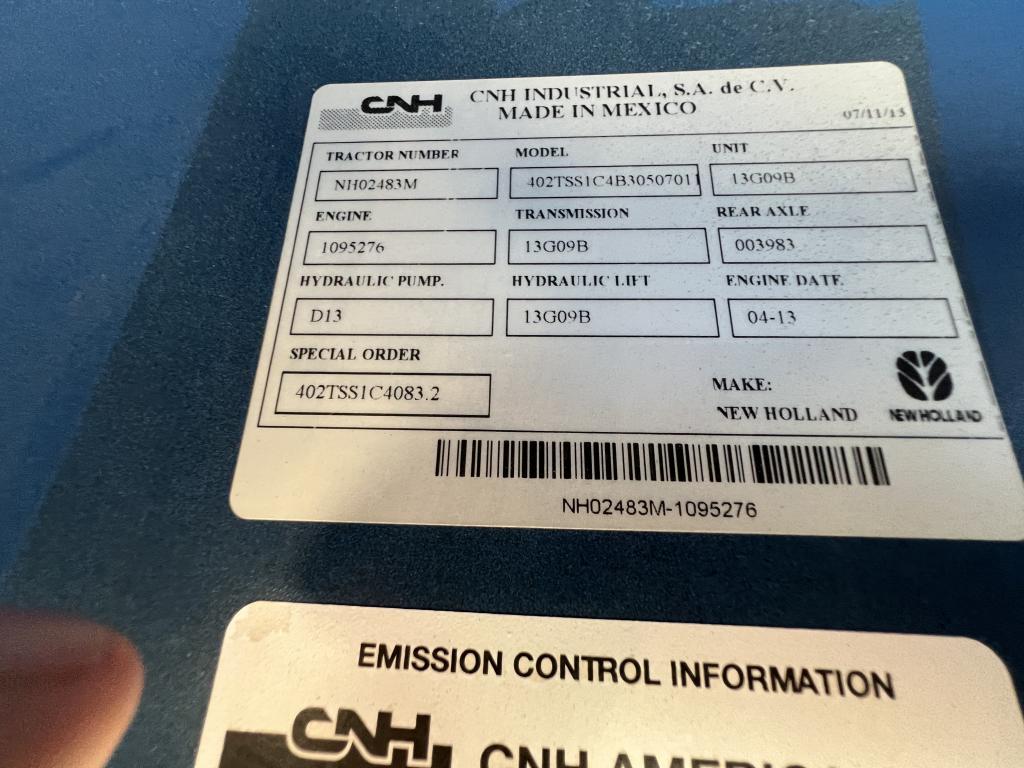 CNH CNH INDUSTRIAL, S.A. de C.V.
MADE IN MEXICO
07/11/13
TRACTOR NUMBER MODEL UNIT
NH02483M 402TSS1C4B30507011 13G09B
ENGINE TRANSMISSION REAR AXLE
1095276 13G09B 003983
HYDRAULIC PUMP. HYDRAULIC LIFT ENGINE DATE
D13 13G09B 04-13
SPECIAL ORDER
402TSS1C4083.2 MAKE:
NEW HOLLAND NEW HOLLAND
NH02483M-1095276
EMISSION CONTROL INFORMATION
CNH CNH